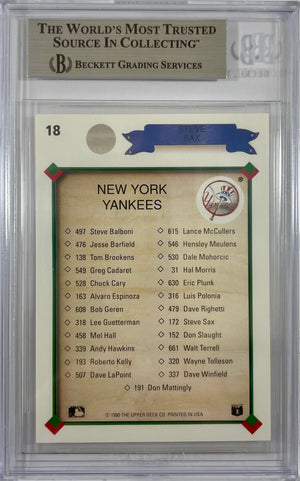 THE WORLD'S MOST TRUSTED
SOURCE IN COLLECTING™
BECKETT GRADING SERVICES
18
STEVE
SAX
NEW YORK
YANKEES
497 Steve Balboni
476 Jesse Barfield
138 Tom Brookens
549 Greg Cadaret
528 Chuck Cary
163 Alvaro Espinoza
608 Bob Geren
318 Lee Guetterman
458 Mel Hall
339 Andy Hawkins
193 Roberto Kelly
507 Dave LaPoint
615 Lance McCullers
546 Hensley Meulens
530 Dale Mohorcic
31 Hal Morris
630 Eric Plunk
316 Luis Polonia
479 Dave Righetti
172 Steve Sax
152 Don Slaught
661 Walt Terrell
320 Wayne Tolleson
337 Dave Winfield
191 Don Mattingly
© 1990 THE UPPER DECK CO. PRINTED IN USA